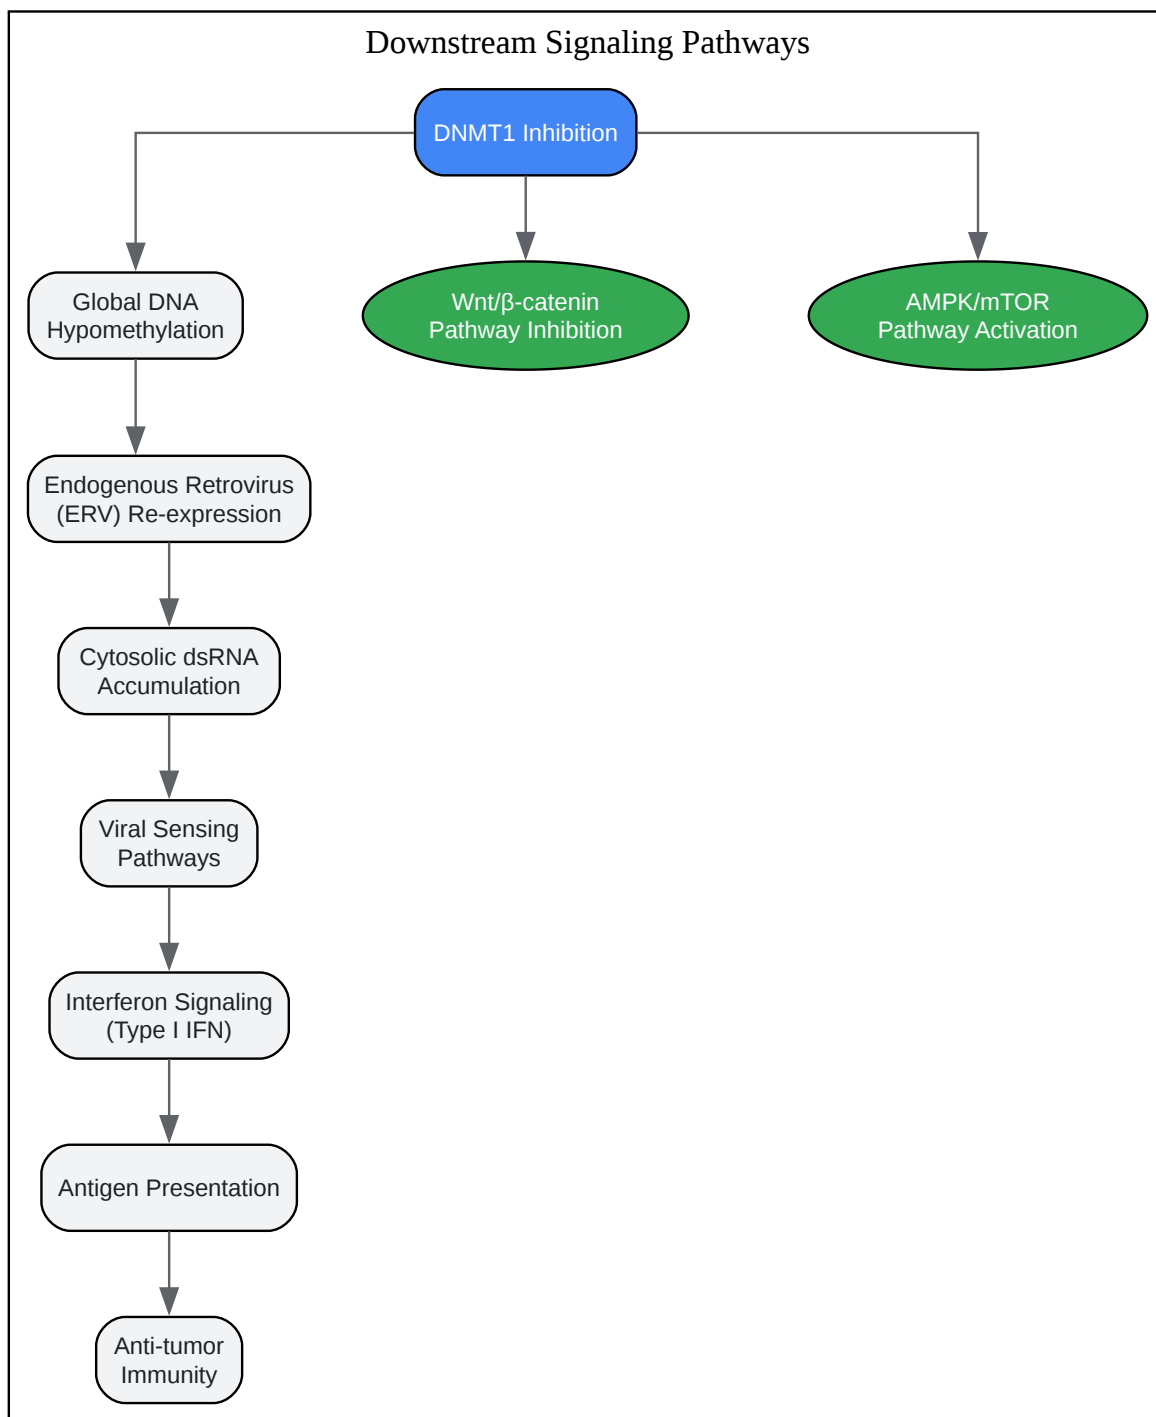 Downstream Signaling Pathways
DNMT1 Inhibition
Global DNA
Hypomethylation
Wnt/β-catenin
Pathway Inhibition
AMPK/mTOR
Pathway Activation
Endogenous Retrovirus
(ERV) Re-expression
Cytosolic dsRNA
Accumulation
Viral Sensing
Pathways
Interferon Signaling
(Type I IFN)
Antigen Presentation
Anti-tumor
Immunity